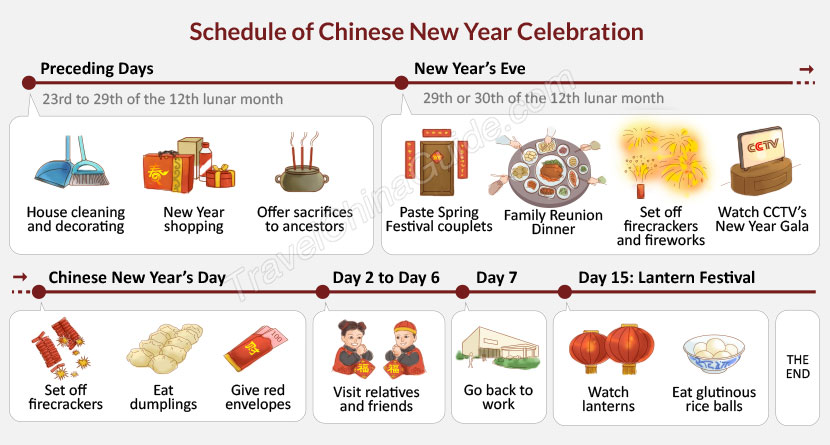 Schedule of Chinese New Year Celebration
Preceding Days
23rd to 29th of the 12th lunar month
House cleaning
and decorating
New Year
shopping
Offer sacrifices
to ancestors
New Year's Eve
29th or 30th of the 12th lunar month
Paste Spring
Festival couplets
Family Reunion
Dinner
Set off
firecrackers
and fireworks
CCTV
Watch CCTV's
New Year Gala
Chinese New Year's Day
Set off
firecrackers
Eat
dumplings
100
Give red
envelopes
Day 2 to Day 6
福 福
Visit relatives
and friends
Day 7
Go back to
work
Day 15: Lantern Festival
Watch
lanterns
Eat glutinous
rice balls
THE
END
TravelChinaGuide.com